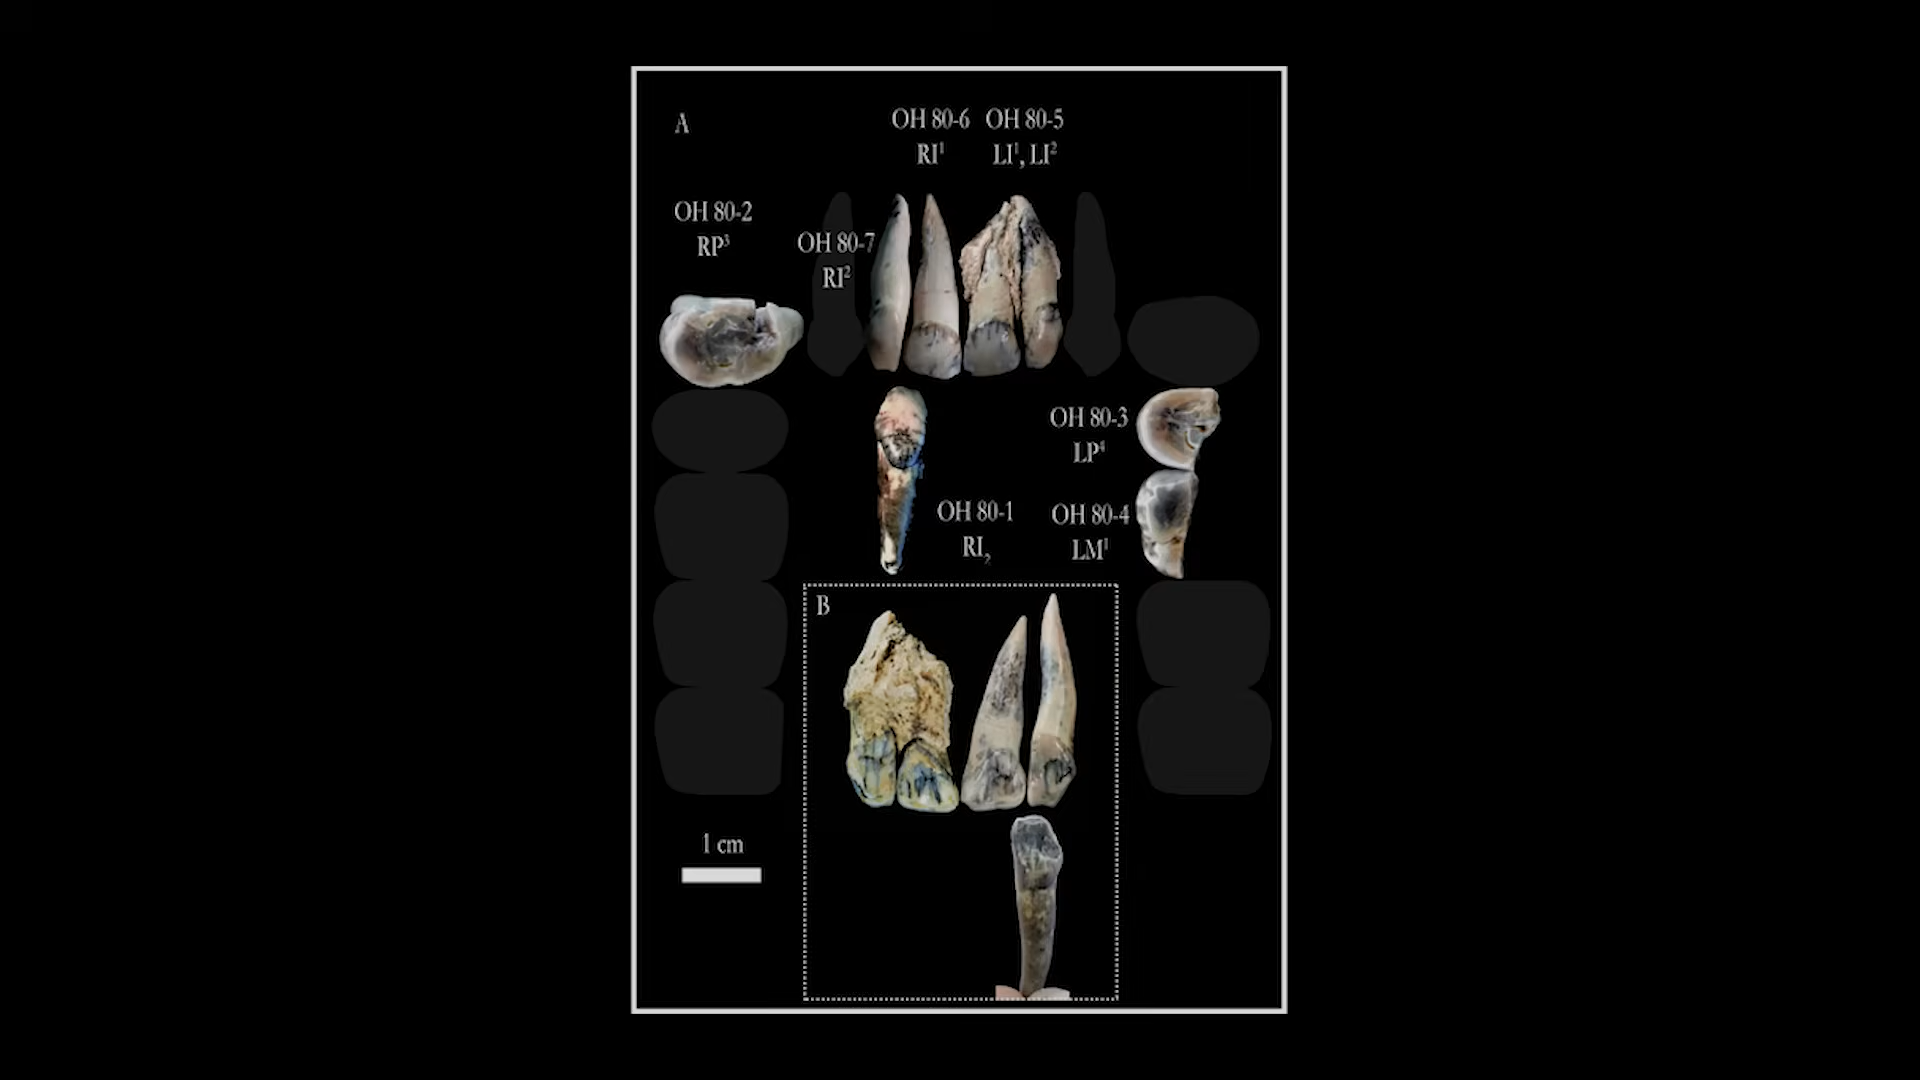 A
OH 80-6
RI¹
OH 80-5
LI¹, LI²
OH 80-2
RP³
OH 80-7
RI²
OH 80-3
LP⁴
OH 80-1
RI₂
OH 80-4
LM¹
B
1 cm